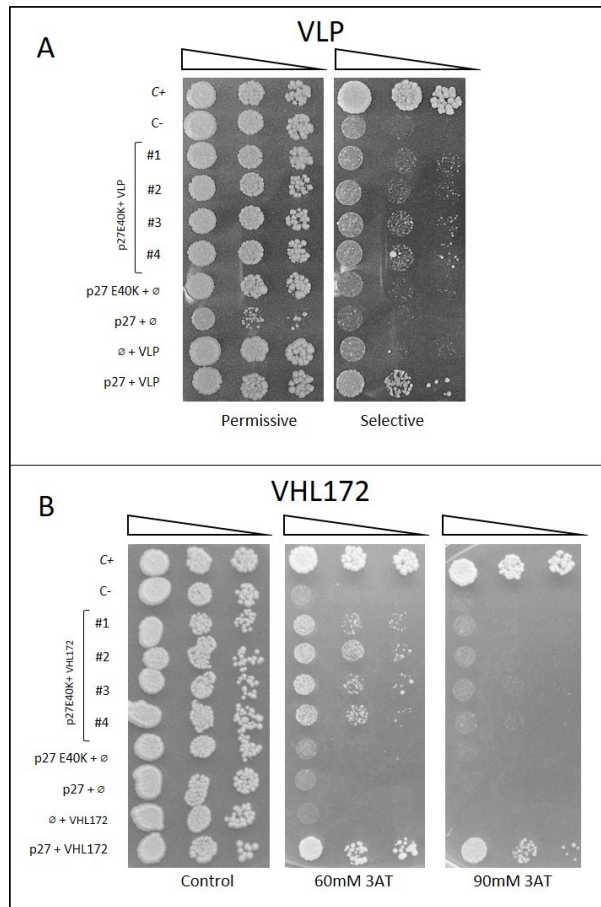 A
VLP
C+
C-
p27E40K+ VLP
#1
#2
#3
#4
p27 E40K + ∅
p27 + ∅
∅ + VLP
p27 + VLP
Permissive
Selective
B
VHL172
C+
C-
p27E40K+ VHL172
#1
#2
#3
#4
p27 E40K + ∅
p27 + ∅
∅ + VHL172
p27 + VHL172
Control
60mM 3AT
90mM 3AT